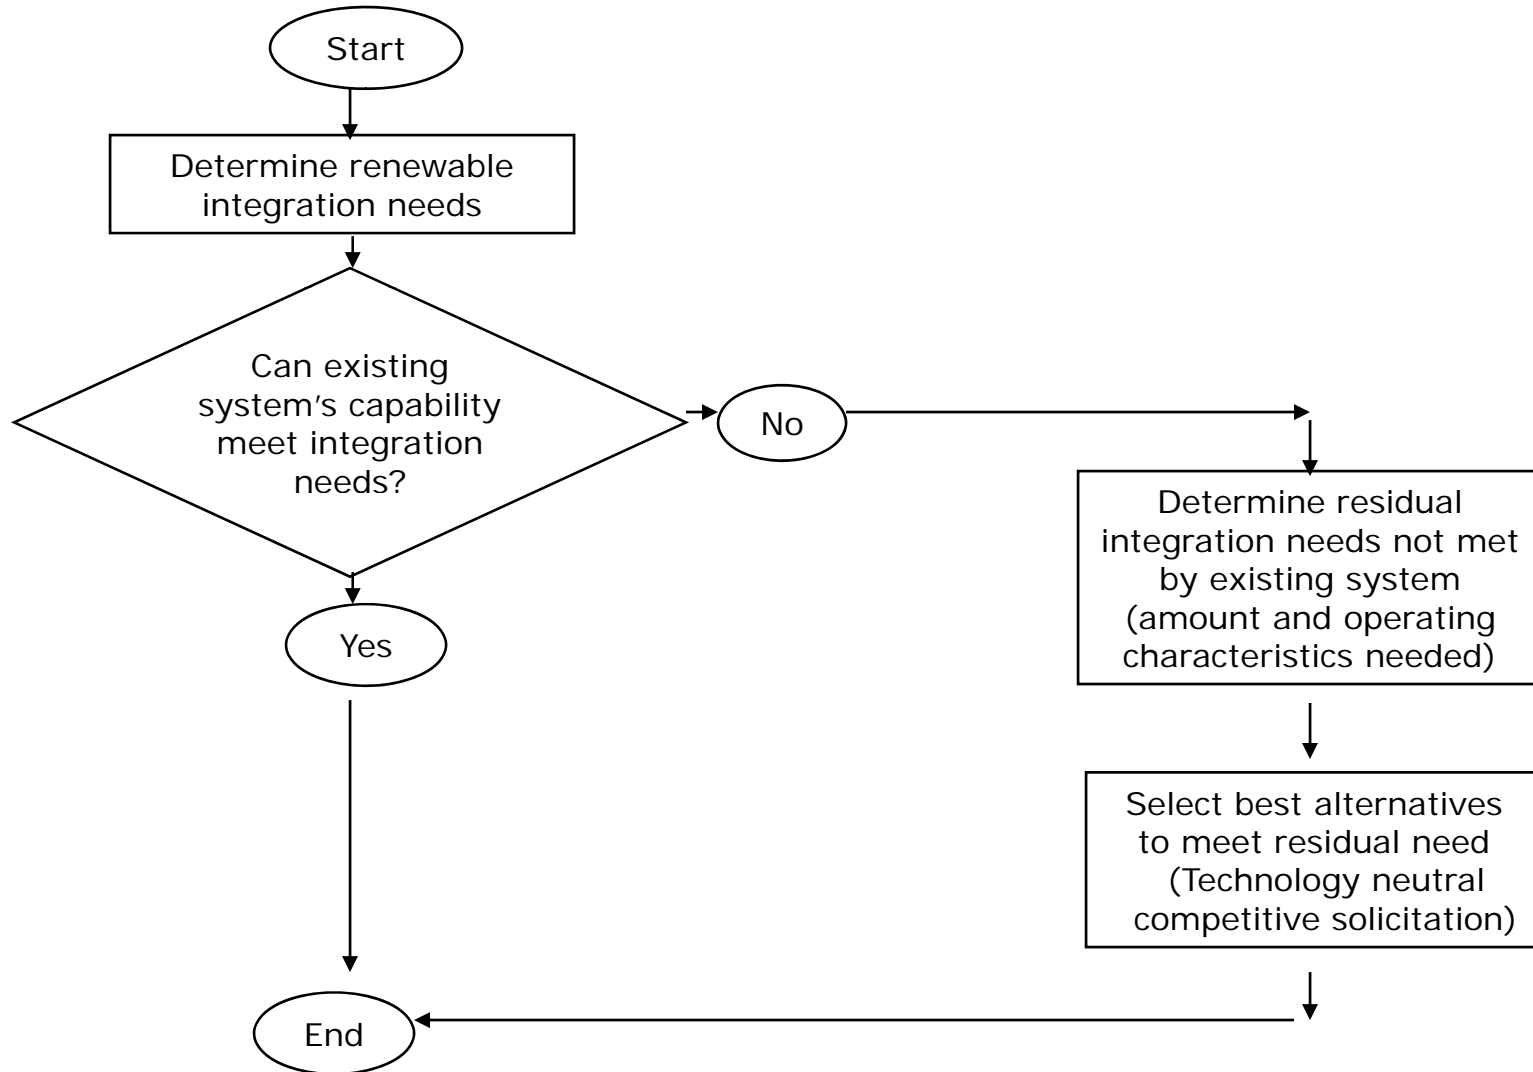 Start
Determine renewable
integration needs
Can existing
system's capability
meet integration
needs?
No
Yes
Determine residual
integration needs not met
by existing system
(amount and operating
characteristics needed)
Select best alternatives
to meet residual need
(Technology neutral
competitive solicitation)
End